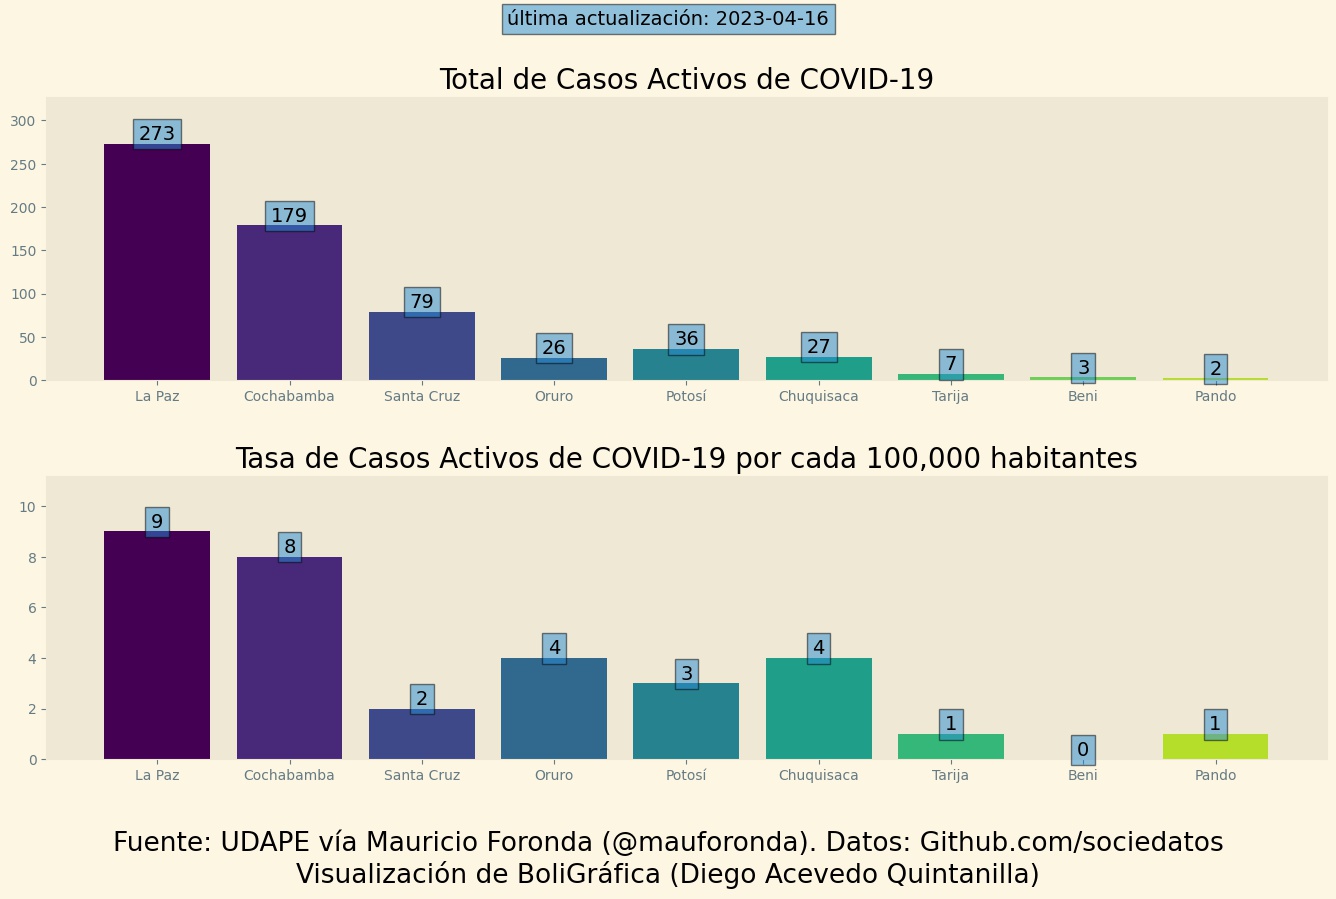 última actualización: 2023-04-16
Total de Casos Activos de COVID-19
300
250
200
150
100
50
0
273
179
79
26
36
27
7
3
2
La Paz
Cochabamba
Santa Cruz
Oruro
Potosí
Chuquisaca
Tarija
Beni
Pando
Tasa de Casos Activos de COVID-19 por cada 100,000 habitantes
10
8
6
4
2
0
9
8
2
4
3
4
1
0
1
La Paz
Cochabamba
Santa Cruz
Oruro
Potosí
Chuquisaca
Tarija
Beni
Pando
Fuente: UDAPE vía Mauricio Foronda (@mauforonda). Datos: Github.com/sociedatos
Visualización de BoliGráfica (Diego Acevedo Quintanilla)